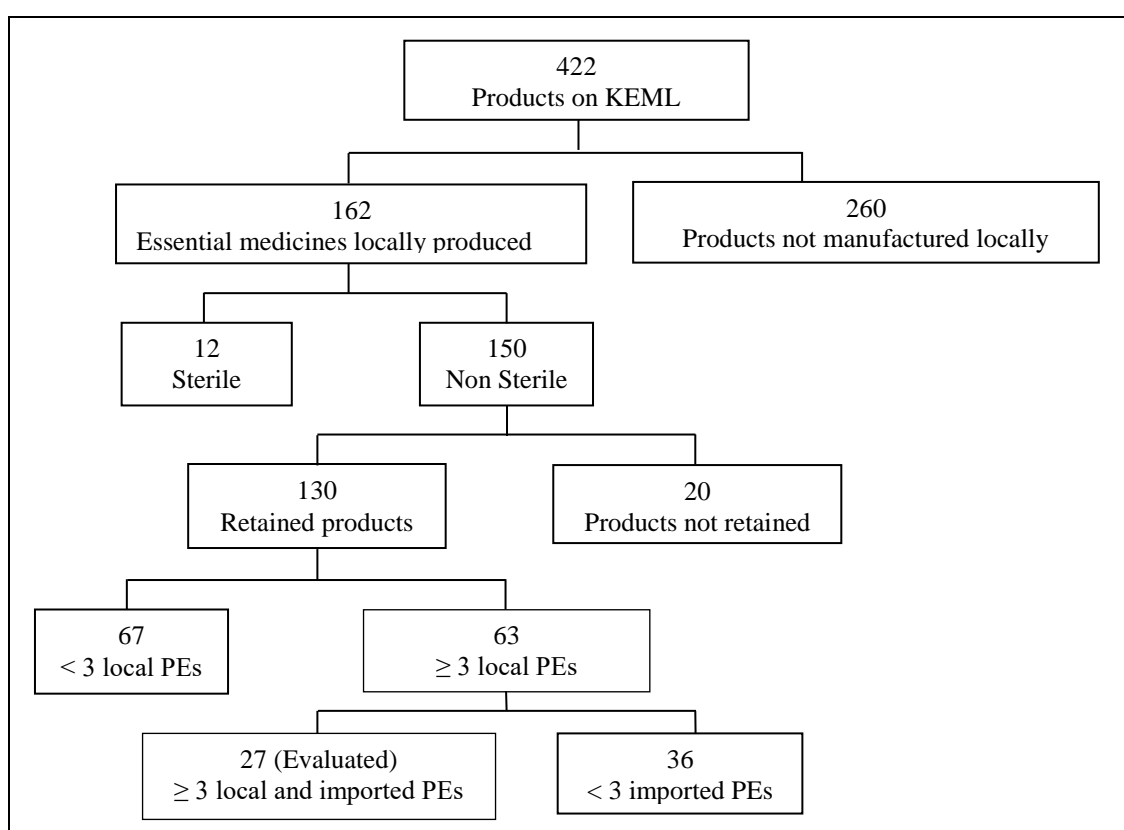 422
Products on KEML
162
Essential medicines locally produced
260
Products not manufactured locally
12
Sterile
150
Non Sterile
130
Retained products
20
Products not retained
67
< 3 local PEs
63
≥ 3 local PEs
27 (Evaluated)
≥ 3 local and imported PEs
36
< 3 imported PEs